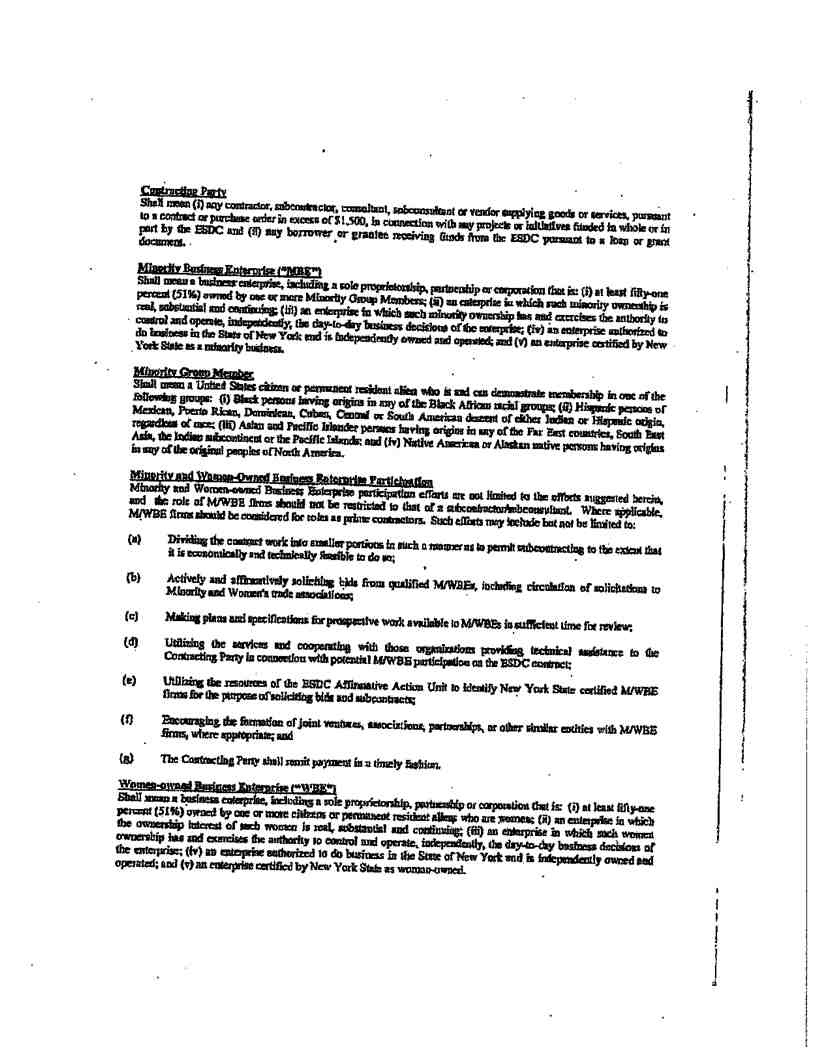 Contracting Party
Shall mean (i) any contractor, subcontractor, consultant, subconsultant or vendor supplying goods or services, pursuant
to a contract or purchase order in excess of $1,500, in connection with any projects or initiatives funded in whole or in
part by the ESDC and (ii) any borrower or grantee receiving funds from the ESDC pursuant to a loan or grant
document.
Minority Business Enterprise ("MBE")
Shall mean a business enterprise, including a sole proprietorship, partnership or corporation that is: (i) at least fifty-one
percent (51%) owned by one or more Minority Group Members; (ii) an enterprise in which such minority ownership is
real, substantial and continuing; (iii) an enterprise in which such minority ownership has and exercises the authority to
control and operate, independently, the day-to-day business decisions of the enterprise; (iv) an enterprise authorized to
do business in the State of New York and is independently owned and operated; and (v) an enterprise certified by New
York State as a minority business.
Minority Group Member
Shall mean a United States citizen or permanent resident alien who is and can demonstrate membership in one of the
following groups: (i) Black persons having origins in any of the Black African racial groups; (ii) Hispanic persons of
Mexican, Puerto Rican, Dominican, Cuban, Central or South American descent of either Indian or Hispanic origin,
regardless of race; (iii) Asian and Pacific Islander persons having origins in any of the Far East countries, South East
Asia, the Indian subcontinent or the Pacific Islands; and (iv) Native American or Alaskan native persons having origins
in any of the original peoples of North America.
Minority and Women-Owned Business Enterprise Participation
Minority and Women-owned Business Enterprise participation efforts are not limited to the efforts suggested herein,
and the role of M/WBE firms should not be restricted to that of a subcontractor/subconsultant. Where applicable,
M/WBE firms should be considered for roles as prime contractors. Such efforts may include but not be limited to:
(a) Dividing the contract work into smaller portions in such a manner as to permit subcontracting to the extent that
it is economically and technically feasible to do so;
(b) Actively and affirmatively soliciting bids from qualified M/WBEs, including circulation of solicitations to
Minority and Women's trade associations;
(c) Making plans and specifications for prospective work available to M/WBEs in sufficient time for review;
(d) Utilizing the services and cooperating with those organizations providing technical assistance to the
Contracting Party in connection with potential M/WBE participation on the ESDC contract;
(e) Utilizing the resources of the ESDC Affirmative Action Unit to identify New York State certified M/WBE
firms for the purpose of soliciting bids and subcontracts;
(f) Encouraging the formation of joint ventures, associations, partnerships, or other similar entities with M/WBE
firms, where appropriate; and
(g) The Contracting Party shall remit payment in a timely fashion.
Women-owned Business Enterprise ("WBE")
Shall mean a business enterprise, including a sole proprietorship, partnership or corporation that is: (i) at least fifty-one
percent (51%) owned by one or more citizens or permanent resident aliens who are women; (ii) an enterprise in which
the ownership interest of such women is real, substantial and continuing; (iii) an enterprise in which such women
ownership has and exercises the authority to control and operate, independently, the day-to-day business decisions of
the enterprise; (iv) an enterprise authorized to do business in the State of New York and is independently owned and
operated; and (v) an enterprise certified by New York State as woman-owned.